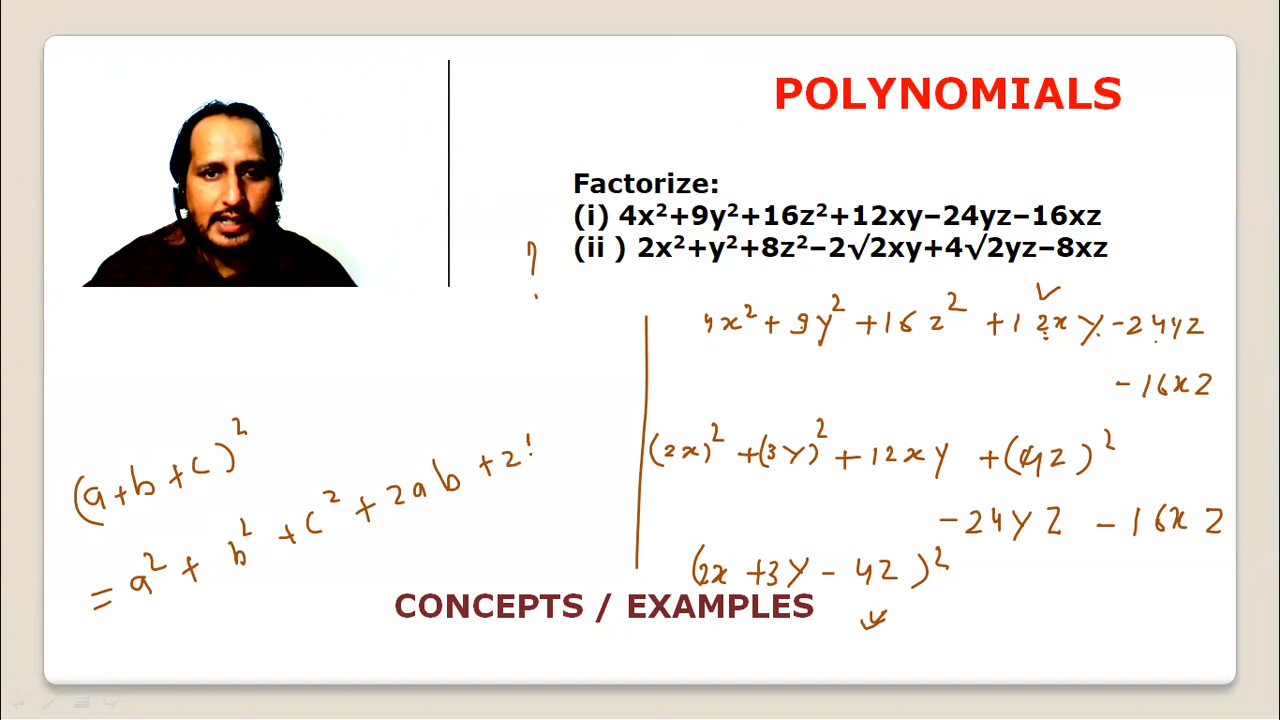 POLYNOMIALS
Factorize:
(i) 4x²+9y²+16z²+12xy−24yz−16xz
(ii ) 2x²+y²+8z²−2√2xy+4√2yz−8xz
?
4x² + 9y² + 16z² + 12xy - 24yz
- 16xz
(2x)² + (3y)² + 12xy + (4z)²
- 24yz - 16xz
(2x + 3y - 4z)²
(a + b + c)²
= a² + b² + c² + 2ab + 2
CONCEPTS / EXAMPLES